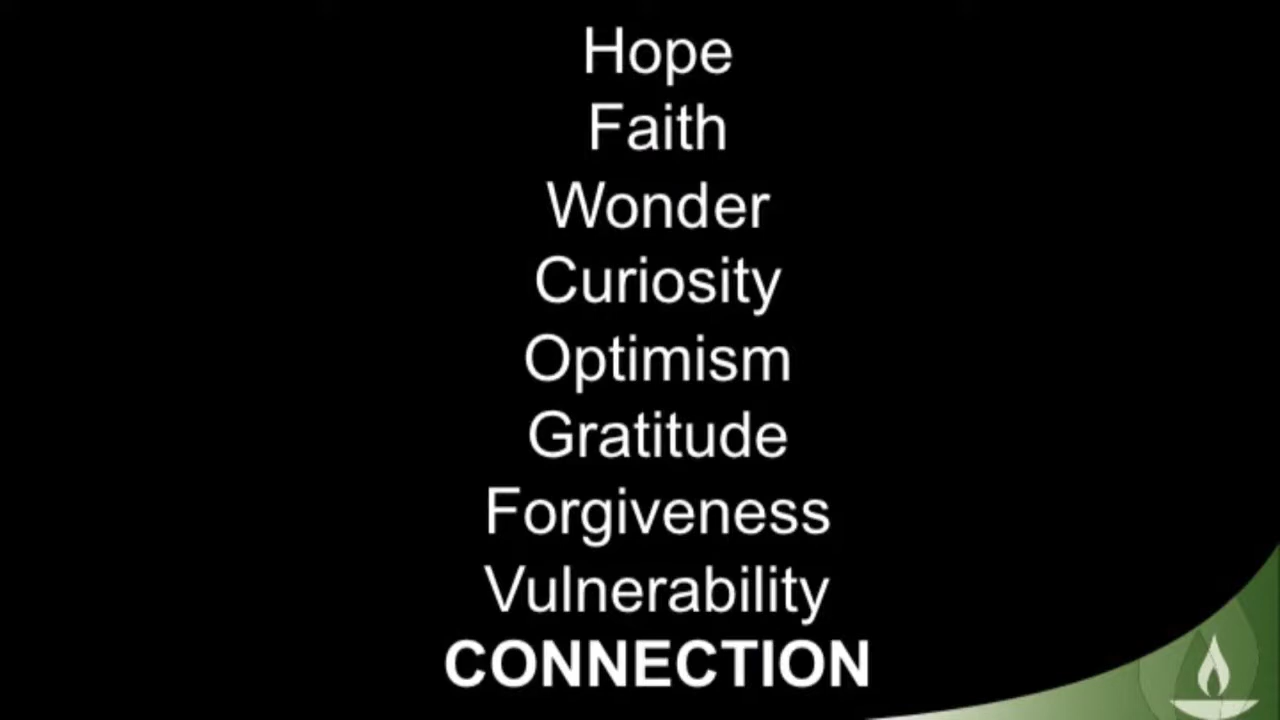 Hope
Faith
Wonder
Curiosity
Optimism
Gratitude
Forgiveness
Vulnerability
CONNECTION